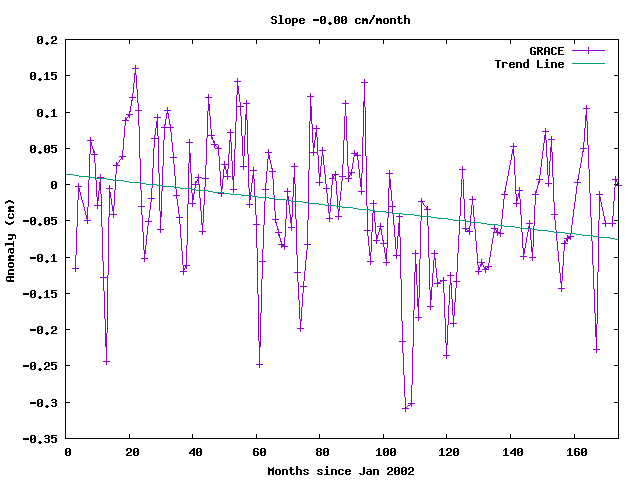 Slope -0.00 cm/month
GRACE
Trend Line
0.2
0.15
0.1
0.05
0
-0.05
-0.1
-0.15
-0.2
-0.25
-0.3
-0.35
Anomaly (cm)
0 20 40 60 80 100 120 140 160
Months since Jan 2002